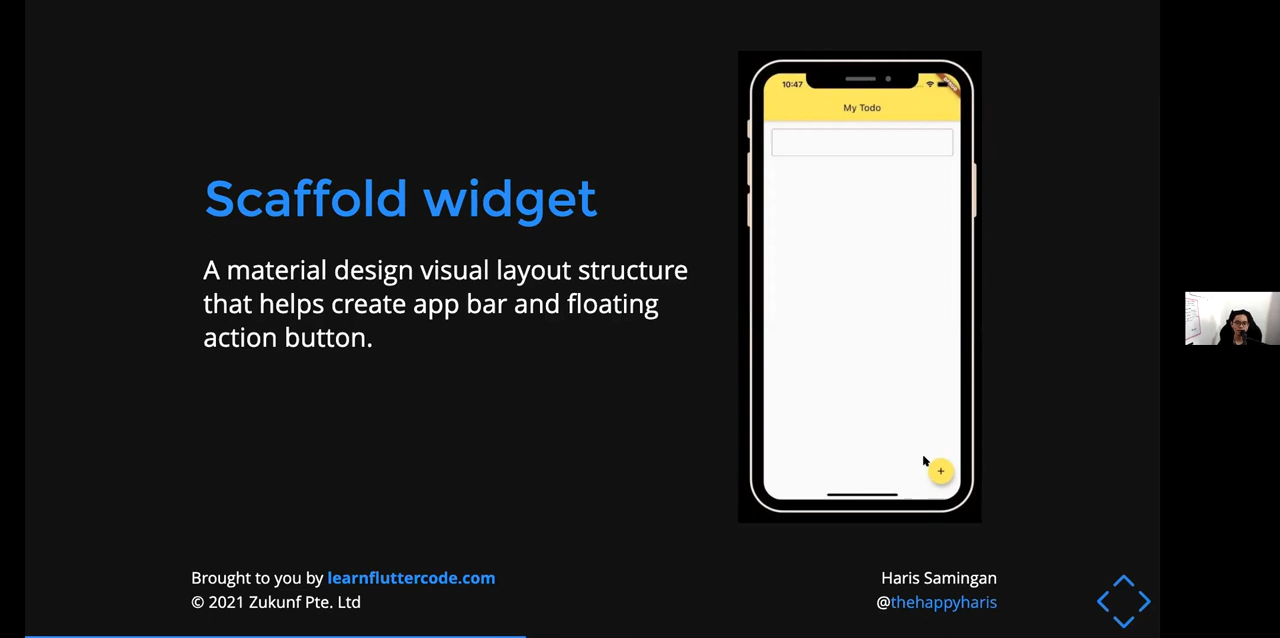 Scaffold widget
A material design visual layout structure
that helps create app bar and floating
action button.
10:47
My Todo
+
Brought to you by learnfluttercode.com
© 2021 Zukunf Pte. Ltd
Haris Samingan
@thehappyharis